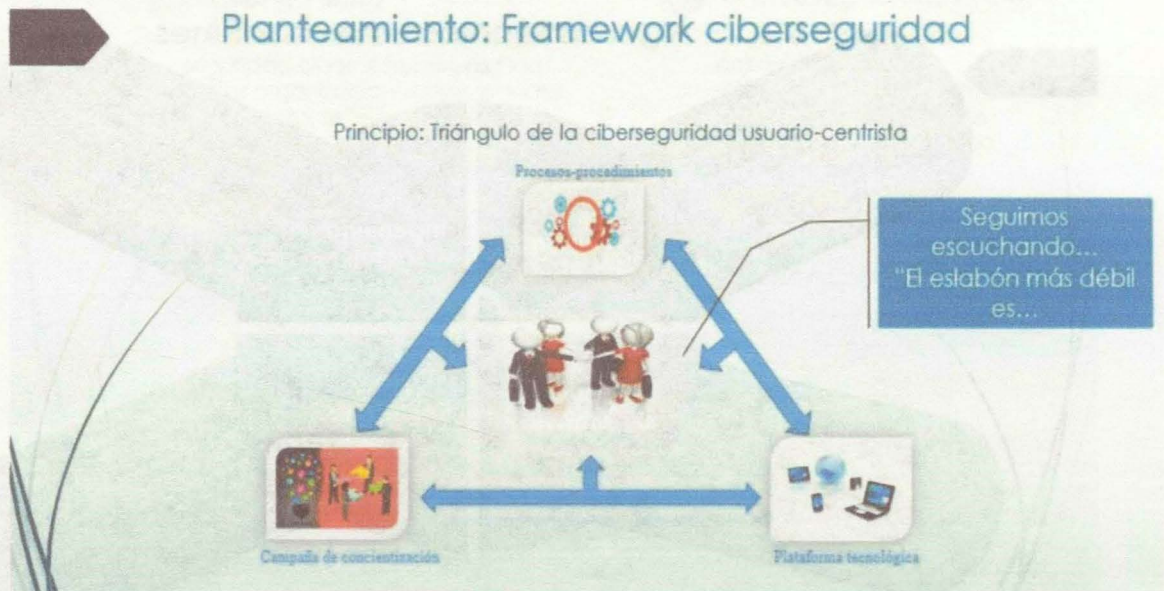 Planteamiento: Framework ciberseguridad
Principio: Triángulo de la ciberseguridad usuario-centrista
Procesos-procedimientos
Seguimos
escuchando...
"El eslabón más débil
es...
Campaña de concientización
Plataforma tecnológica